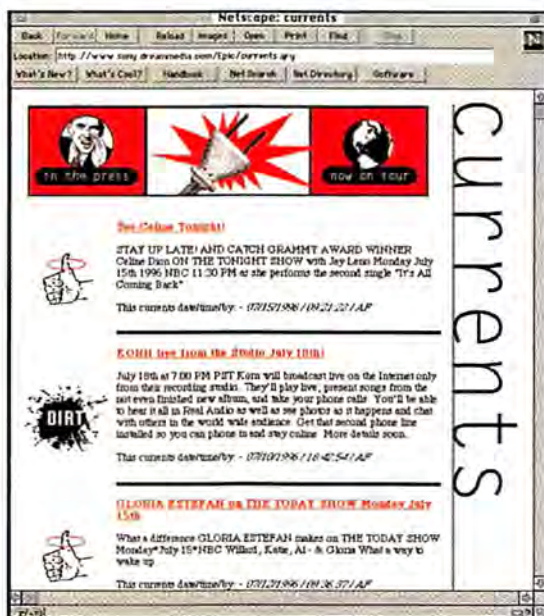 Netscape: currents
Back Forward Home Reload Images Open Print Find Stop
Location: http://www.sony.dreammedia.com/Epic/currents.qry
What's New? What's Cool? Handbook Net Search Net Directory Software
in the press
now on tour
currents
See Celine Tonight!
STAY UP LATE! AND CATCH GRAMMY AWARD WINNER
Celine Dion ON THE TONIGHT SHOW with Jay Leno Monday July
15th 1996 NBC 11:30 PM as she performs the second single "It's All
Coming Back"
This currents date/time/by: - 07/15/1996 / 09:21:22 / AF
KORN live from the Studio July 18th!
July 18th at 7:00 PM PST Korn will broadcast live on the Internet only
from their recording studio. They'll play live, present songs from the
not even finished new album, and take your phone calls. You'll be able
to hear it all in Real Audio as well as see photos as it happens and chat
with others in the world wide audience. Get that second phone line
installed so you can phone in and stay online. More details soon.
DIRT
This currents date/time/by: - 07/10/1996 / 18:42:54 / AF
GLORIA ESTEFAN on THE TODAY SHOW Monday July
15th
What a difference GLORIA ESTEFAN makes on THE TODAY SHOW
Monday* July 15* NBC Willard, Katie, Al - & Gloria What a way to
wake up
This currents date/time/by: - 07/12/1996 / 09:36:37 / AF